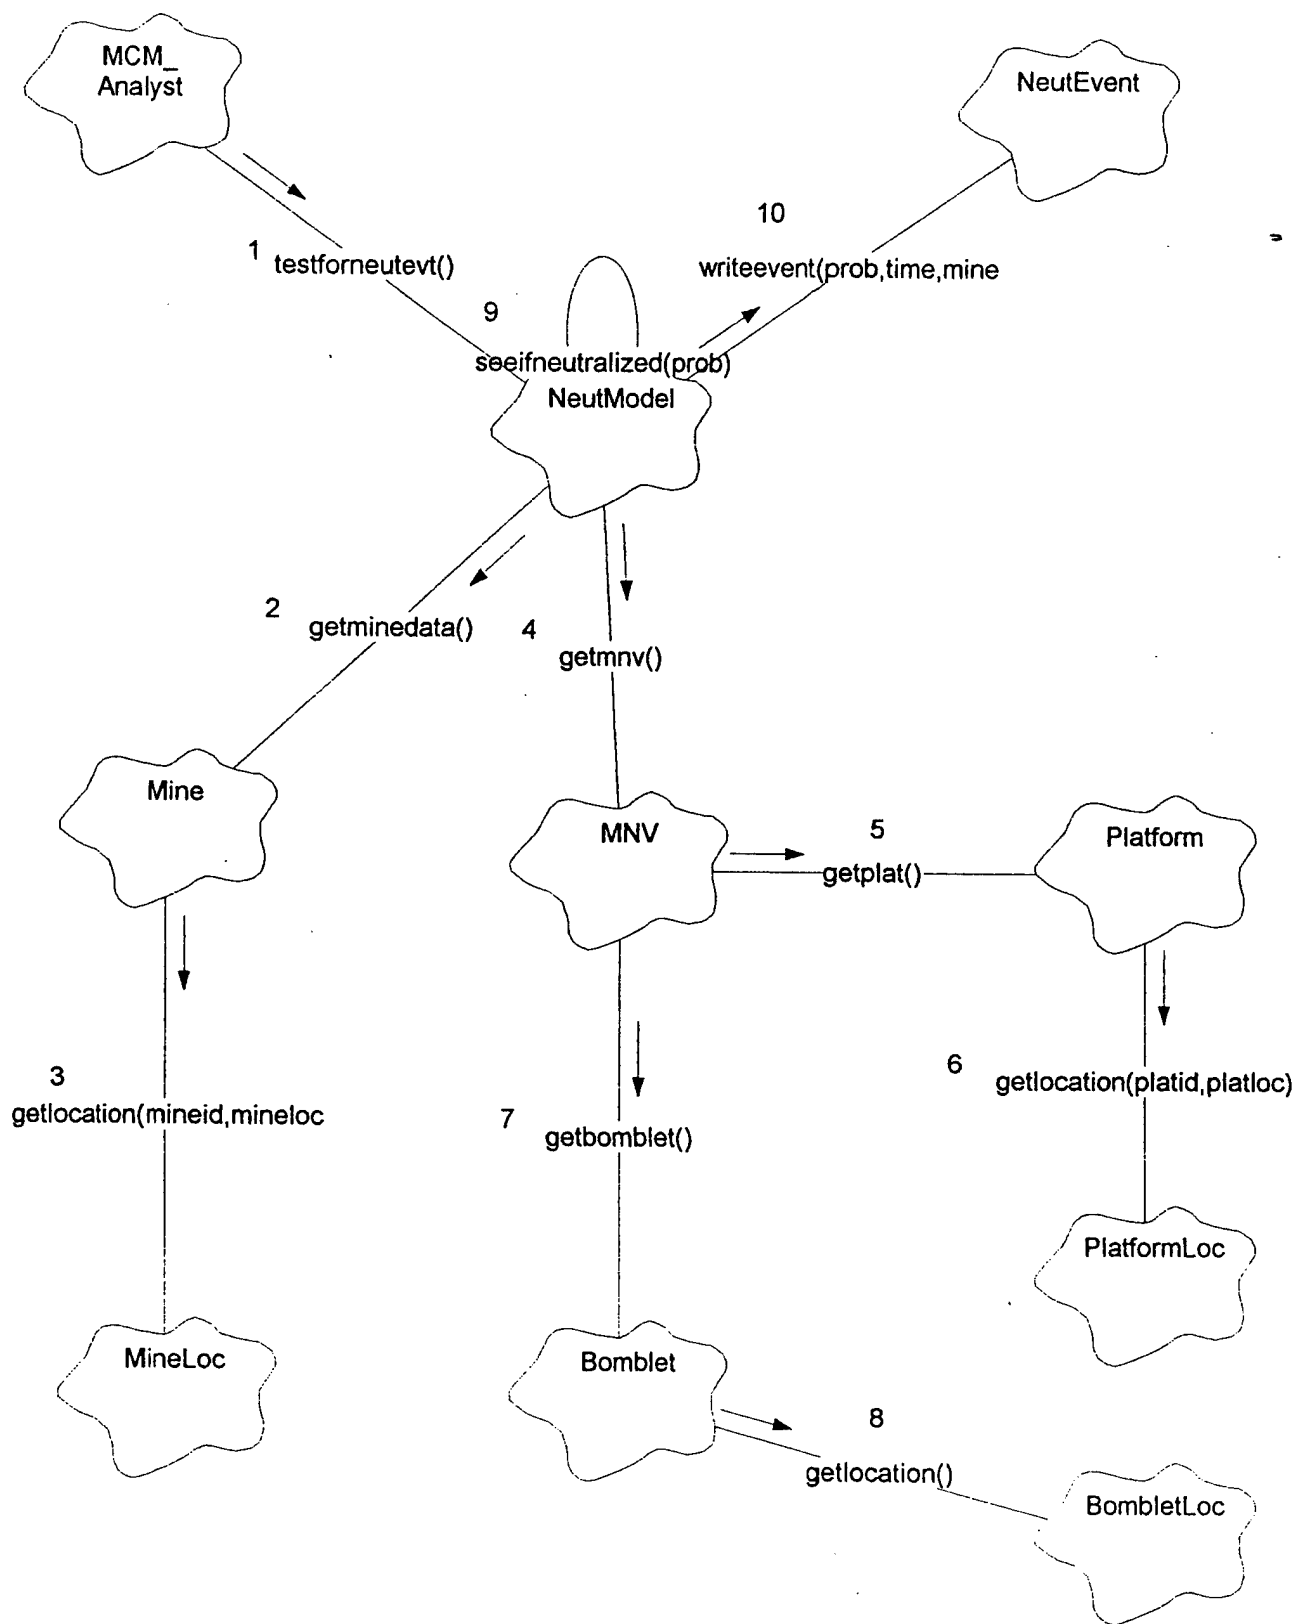 MCM_
Analyst
NeutEvent
10
1
testforneutevt()
writeevent(prob,time,mine
9
seeifneutralized(prob)
NeutModel
2
getminedata()
4
getmnv()
Mine
MNV
5
Platform
getplat()
3
getlocation(mineid,mineloc
6
getlocation(platid,platloc)
7
getbomblet()
PlatformLoc
MineLoc
Bomblet
8
getlocation()
BombletLoc